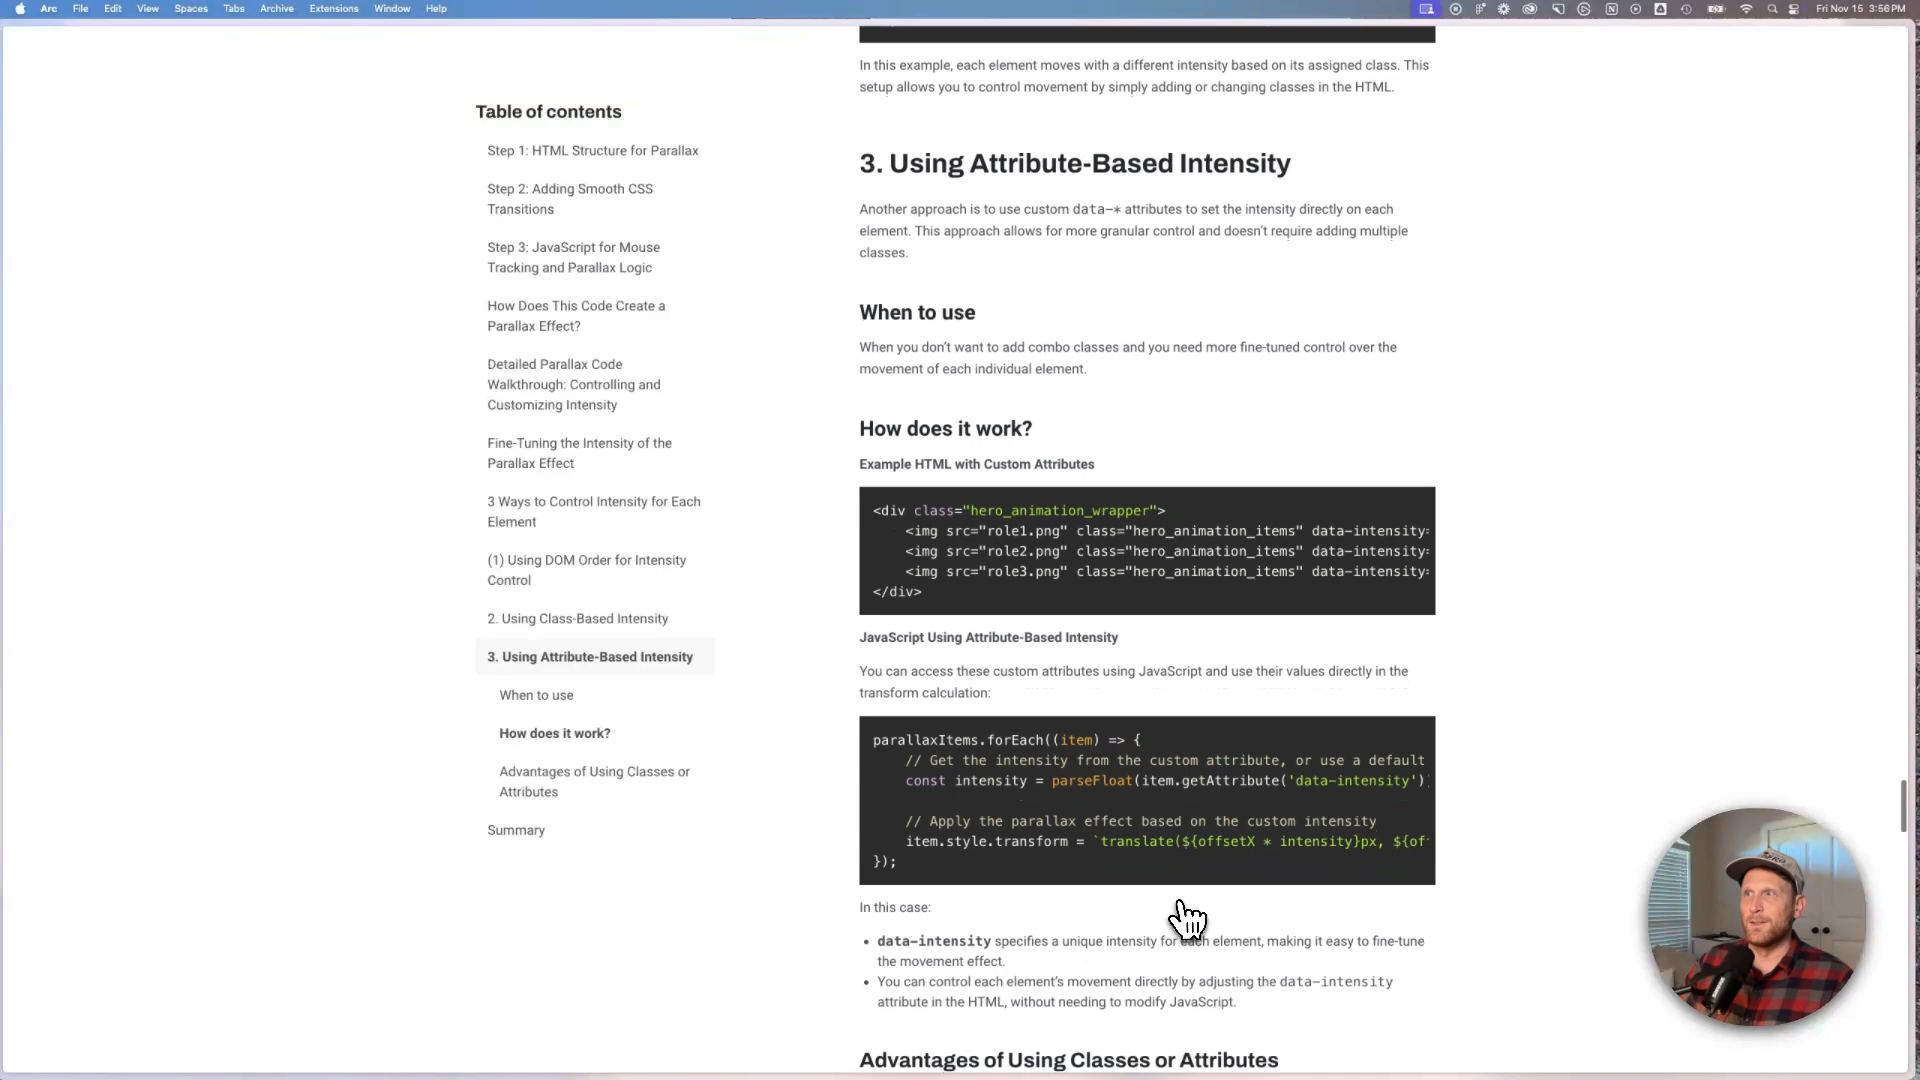 Arc File Edit View Spaces Tabs Archive Extensions Window Help
Fri Nov 15 3:56 PM
Table of contents
Step 1: HTML Structure for Parallax
Step 2: Adding Smooth CSS
Transitions
Step 3: JavaScript for Mouse
Tracking and Parallax Logic
How Does This Code Create a
Parallax Effect?
Detailed Parallax Code
Walkthrough: Controlling and
Customizing Intensity
Fine-Tuning the Intensity of the
Parallax Effect
3 Ways to Control Intensity for Each
Element
(1) Using DOM Order for Intensity
Control
2. Using Class-Based Intensity
3. Using Attribute-Based Intensity
When to use
How does it work?
Advantages of Using Classes or
Attributes
Summary
In this example, each element moves with a different intensity based on its assigned class. This
setup allows you to control movement by simply adding or changing classes in the HTML.
3. Using Attribute-Based Intensity
Another approach is to use custom data-* attributes to set the intensity directly on each
element. This approach allows for more granular control and doesn't require adding multiple
classes.
When to use
When you don't want to add combo classes and you need more fine-tuned control over the
movement of each individual element.
How does it work?
Example HTML with Custom Attributes
<div class="hero_animation_wrapper">
<img src="role1.png" class="hero_animation_items" data-intensity=
<img src="role2.png" class="hero_animation_items" data-intensity=
<img src="role3.png" class="hero_animation_items" data-intensity=
</div>
JavaScript Using Attribute-Based Intensity
You can access these custom attributes using JavaScript and use their values directly in the
transform calculation:
parallaxItems.forEach((item) => {
// Get the intensity from the custom attribute, or use a default
const intensity = parseFloat(item.getAttribute('data-intensity')
// Apply the parallax effect based on the custom intensity
item.style.transform = `translate(${offsetX * intensity}px, ${of
});
In this case:
data-intensity specifies a unique intensity for each element, making it easy to fine-tune
the movement effect.
You can control each element's movement directly by adjusting the data-intensity
attribute in the HTML, without needing to modify JavaScript.
Advantages of Using Classes or Attributes